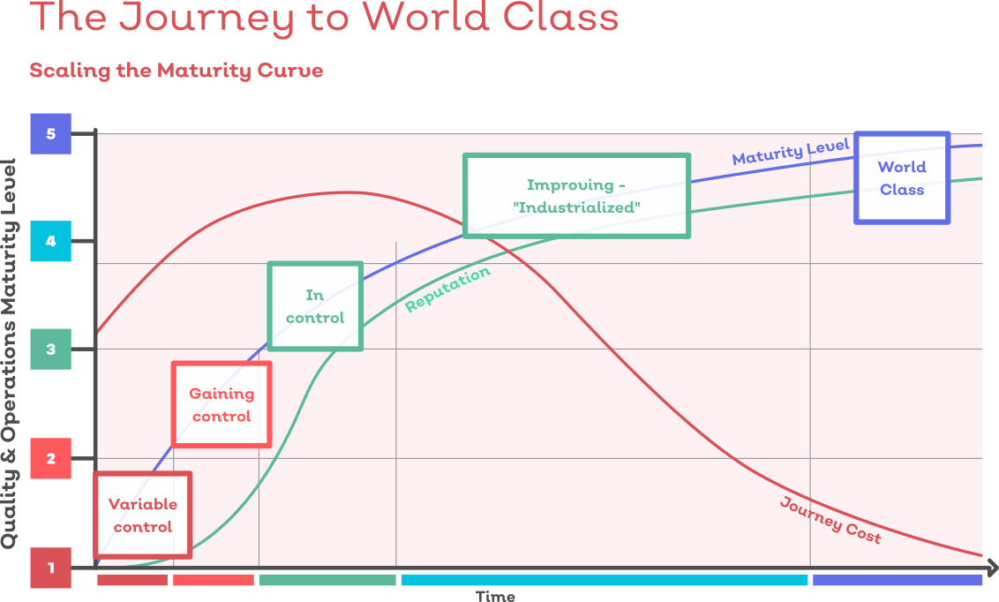 The Journey to World Class
Scaling the Maturity Curve
Quality & Operations Maturity Level
5
4
3
2
1
Maturity Level
World
Class
Improving -
"Industrialized"
Reputation
In
control
Gaining
control
Variable
control
Journey Cost
Time